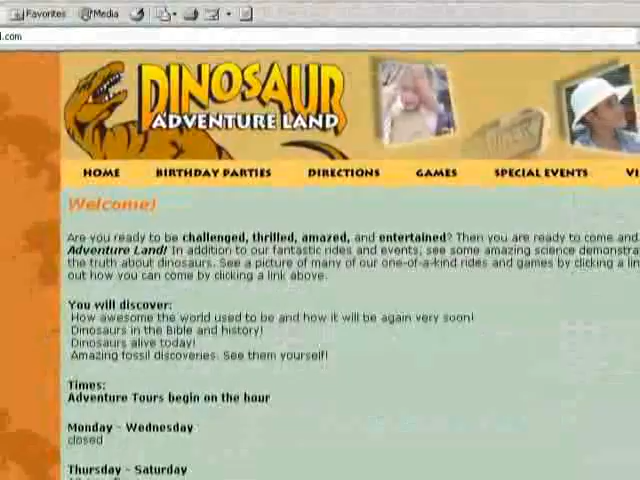 Favorites Media
.com
DINOSAUR
ADVENTURE LAND
HOME BIRTHDAY PARTIES DIRECTIONS GAMES SPECIAL EVENTS VI
Welcome!
Are you ready to be challenged, thrilled, amazed, and entertained? Then you are ready to come and
Adventure Land! In addition to our fantastic rides and events, see some amazing science demonstra
the truth about dinosaurs. See a picture of many of our one-of-a-kind rides and games by clicking a lin
out how you can come by clicking a link above.
You will discover:
How awesome the world used to be and how it will be again very soon!
Dinosaurs in the Bible and history!
Dinosaurs alive today!
Amazing fossil discoveries. See them yourself!
Times:
Adventure Tours begin on the hour
Monday - Wednesday
closed
Thursday - Saturday